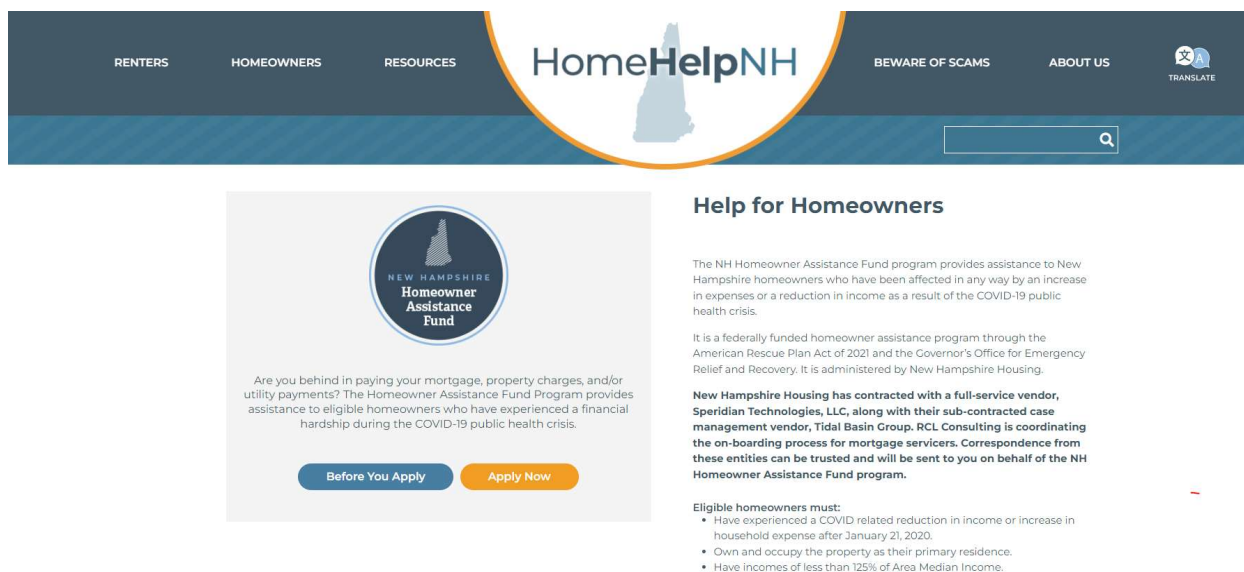 RENTERS
HOMEOWNERS
RESOURCES
HomeHelpNH
BEWARE OF SCAMS
ABOUT US
文 A
TRANSLATE
NEW HAMPSHIRE
Homeowner
Assistance
Fund
Are you behind in paying your mortgage, property charges, and/or
utility payments? The Homeowner Assistance Fund Program provides
assistance to eligible homeowners who have experienced a financial
hardship during the COVID-19 public health crisis.
Before You Apply
Apply Now
Help for Homeowners
The NH Homeowner Assistance Fund program provides assistance to New
Hampshire homeowners who have been affected in any way by an increase
in expenses or a reduction in income as a result of the COVID-19 public
health crisis.
It is a federally funded homeowner assistance program through the
American Rescue Plan Act of 2021 and the Governor's Office for Emergency
Relief and Recovery. It is administered by New Hampshire Housing.
New Hampshire Housing has contracted with a full-service vendor,
Speridian Technologies, LLC, along with their sub-contracted case
management vendor, Tidal Basin Group. RCL Consulting is coordinating
the on-boarding process for mortgage servicers. Correspondence from
these entities can be trusted and will be sent to you on behalf of the NH
Homeowner Assistance Fund program.
Eligible homeowners must:
• Have experienced a COVID related reduction in income or increase in
household expense after January 21, 2020.
• Own and occupy the property as their primary residence.
• Have incomes of less than 125% of Area Median Income.